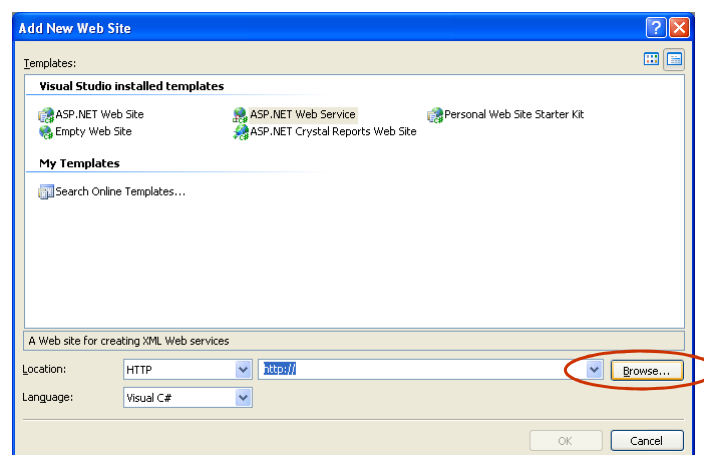 Add New Web Site
Templates:
Visual Studio installed templates
ASP.NET Web Site
ASP.NET Web Service
Personal Web Site Starter Kit
Empty Web Site
ASP.NET Crystal Reports Web Site
My Templates
Search Online Templates...
A Web site for creating XML Web services
Location:
HTTP
http://
Browse...
Language:
Visual C#
OK
Cancel